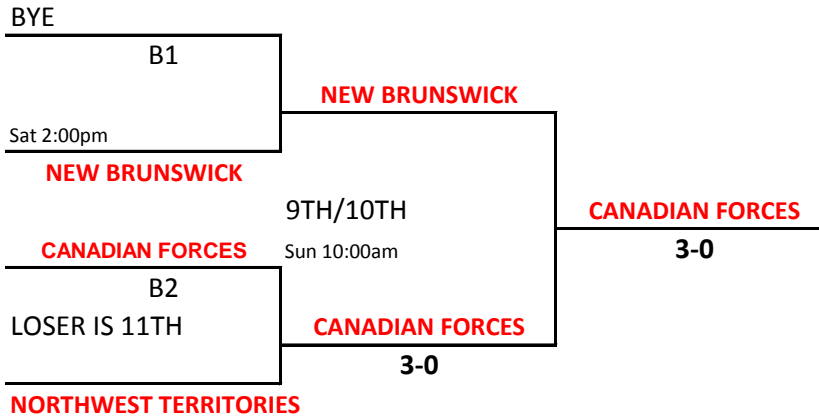 BYE
B1
NEW BRUNSWICK
Sat 2:00pm
NEW BRUNSWICK
9TH/10TH
CANADIAN FORCES
CANADIAN FORCES
Sun 10:00am
3-0
B2
LOSER IS 11TH
CANADIAN FORCES
3-0
NORTHWEST TERRITORIES